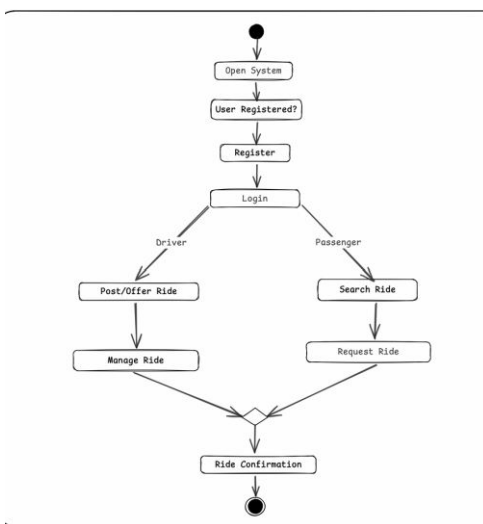 Open System
User Registered?
Register
Login
Driver
Passenger
Post/Offer Ride
Search Ride
Manage Ride
Request Ride
Ride Confirmation